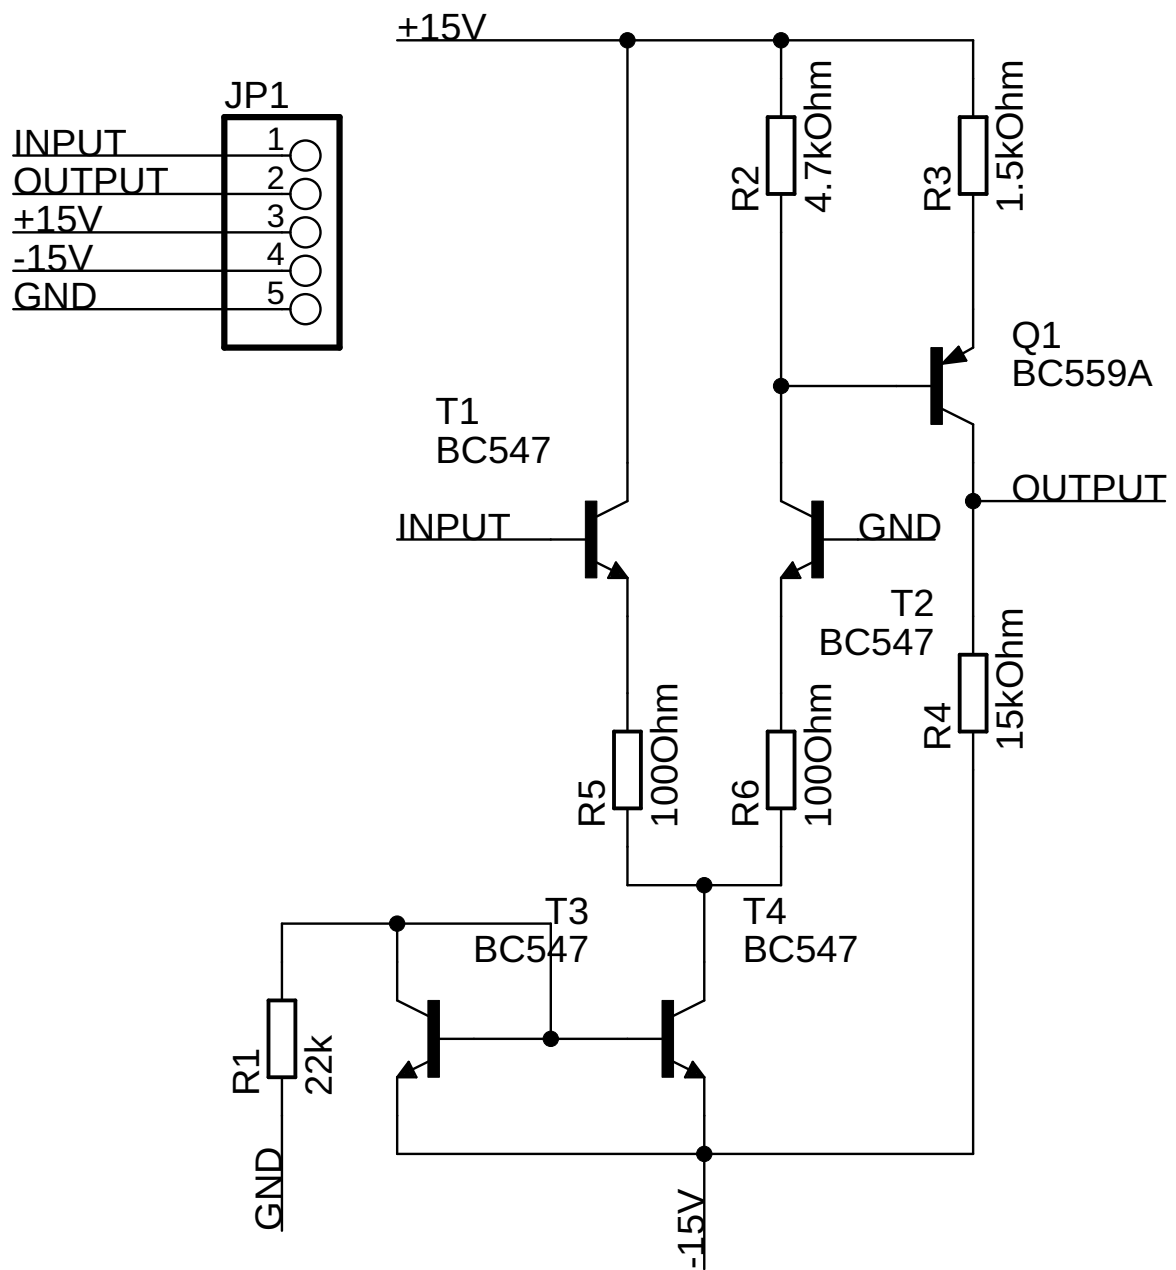 +15V
JP1
INPUT 1
OUTPUT 2
+15V 3
-15V 4
GND 5
R2
4.7kOhm
R3
1.5kOhm
Q1
BC559A
T1
BC547
INPUT
GND
OUTPUT
T2
BC547
R4
15kOhm
R5
100Ohm
R6
100Ohm
T3
BC547
T4
BC547
R1
22k
GND
-15V